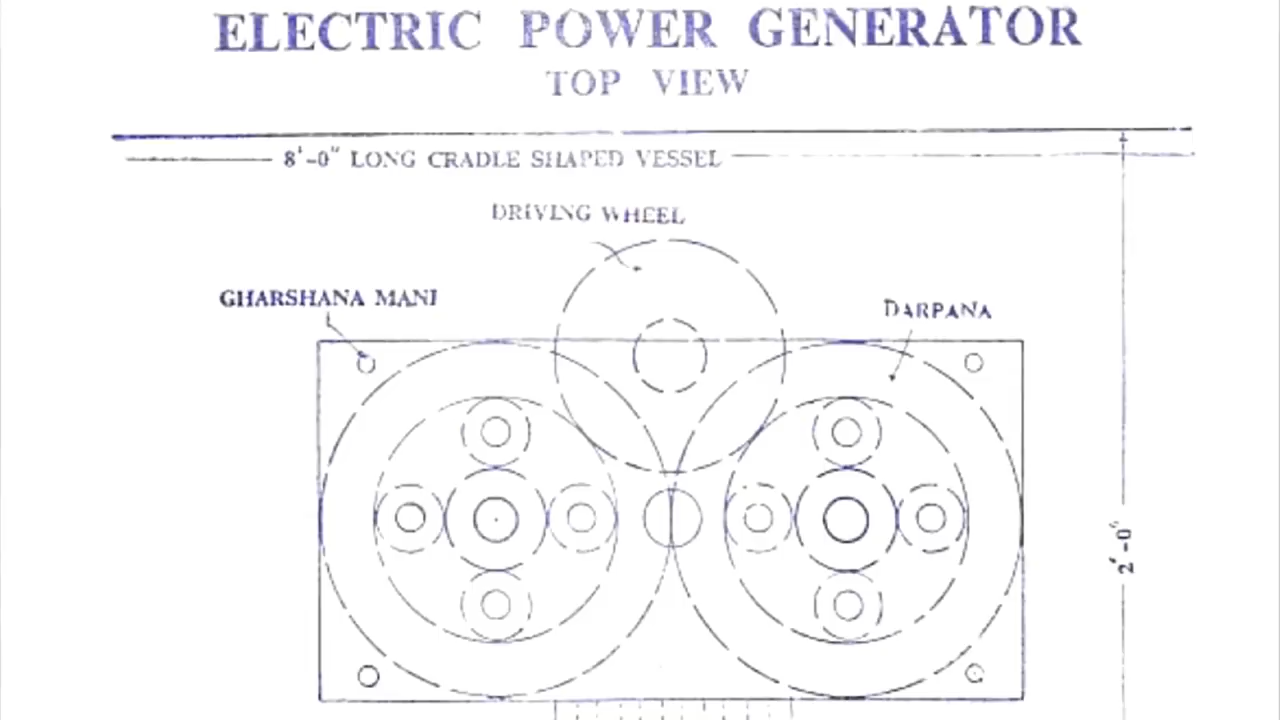 ELECTRIC POWER GENERATOR
TOP VIEW
8'-0" LONG CRADLE SHAPED VESSEL
DRIVING WHEEL
GHARSHANA MANI
DARPANA
2'-0"